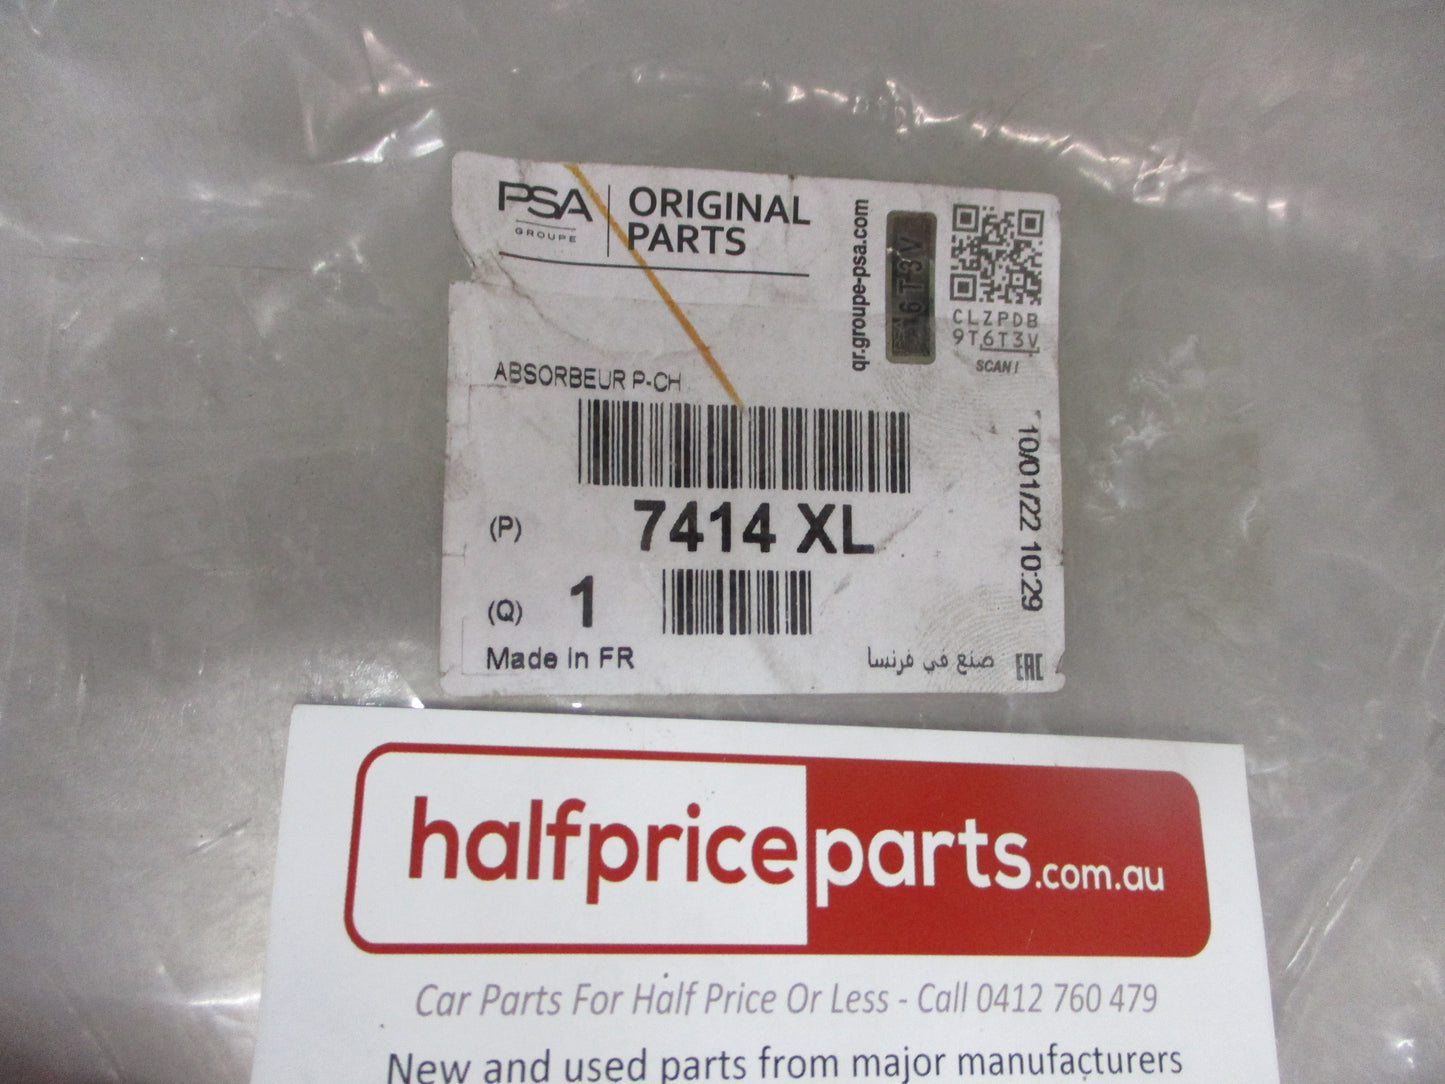 PSA
GROUPE
ORIGINAL
PARTS
qr.groupe-psa.com
6T3V
CLZPDB
9T6T3V
SCAN !
ABSORBEUR P-CH
10/01/22 10:29
(P) 7414 XL
(Q) 1
Made in FR
صنع في فرنسا
EAC
halfpriceparts.com.au
Car Parts For Half Price Or Less - Call 0412 760 479
New and used parts from major manufacturers